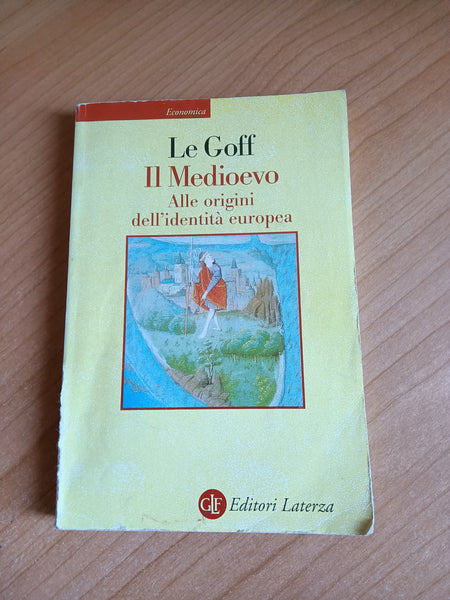 Economica
Le Goff
Il Medioevo
Alle origini
dell'identità europea
GLF Editori Laterza